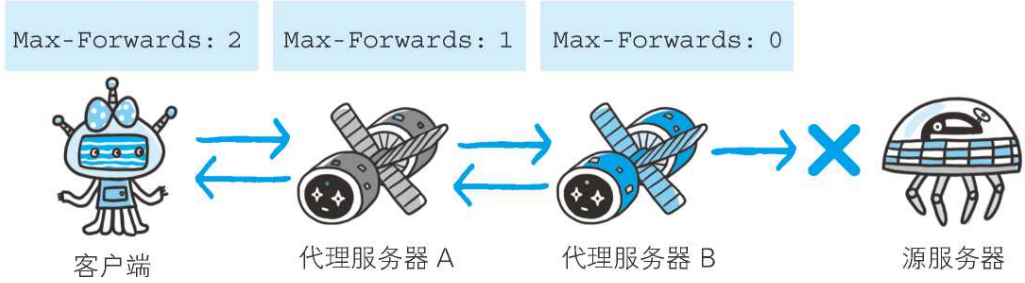 Max-Forwards: 2
Max-Forwards: 1
Max-Forwards: 0
客户端
代理服务器 A
代理服务器 B
源服务器